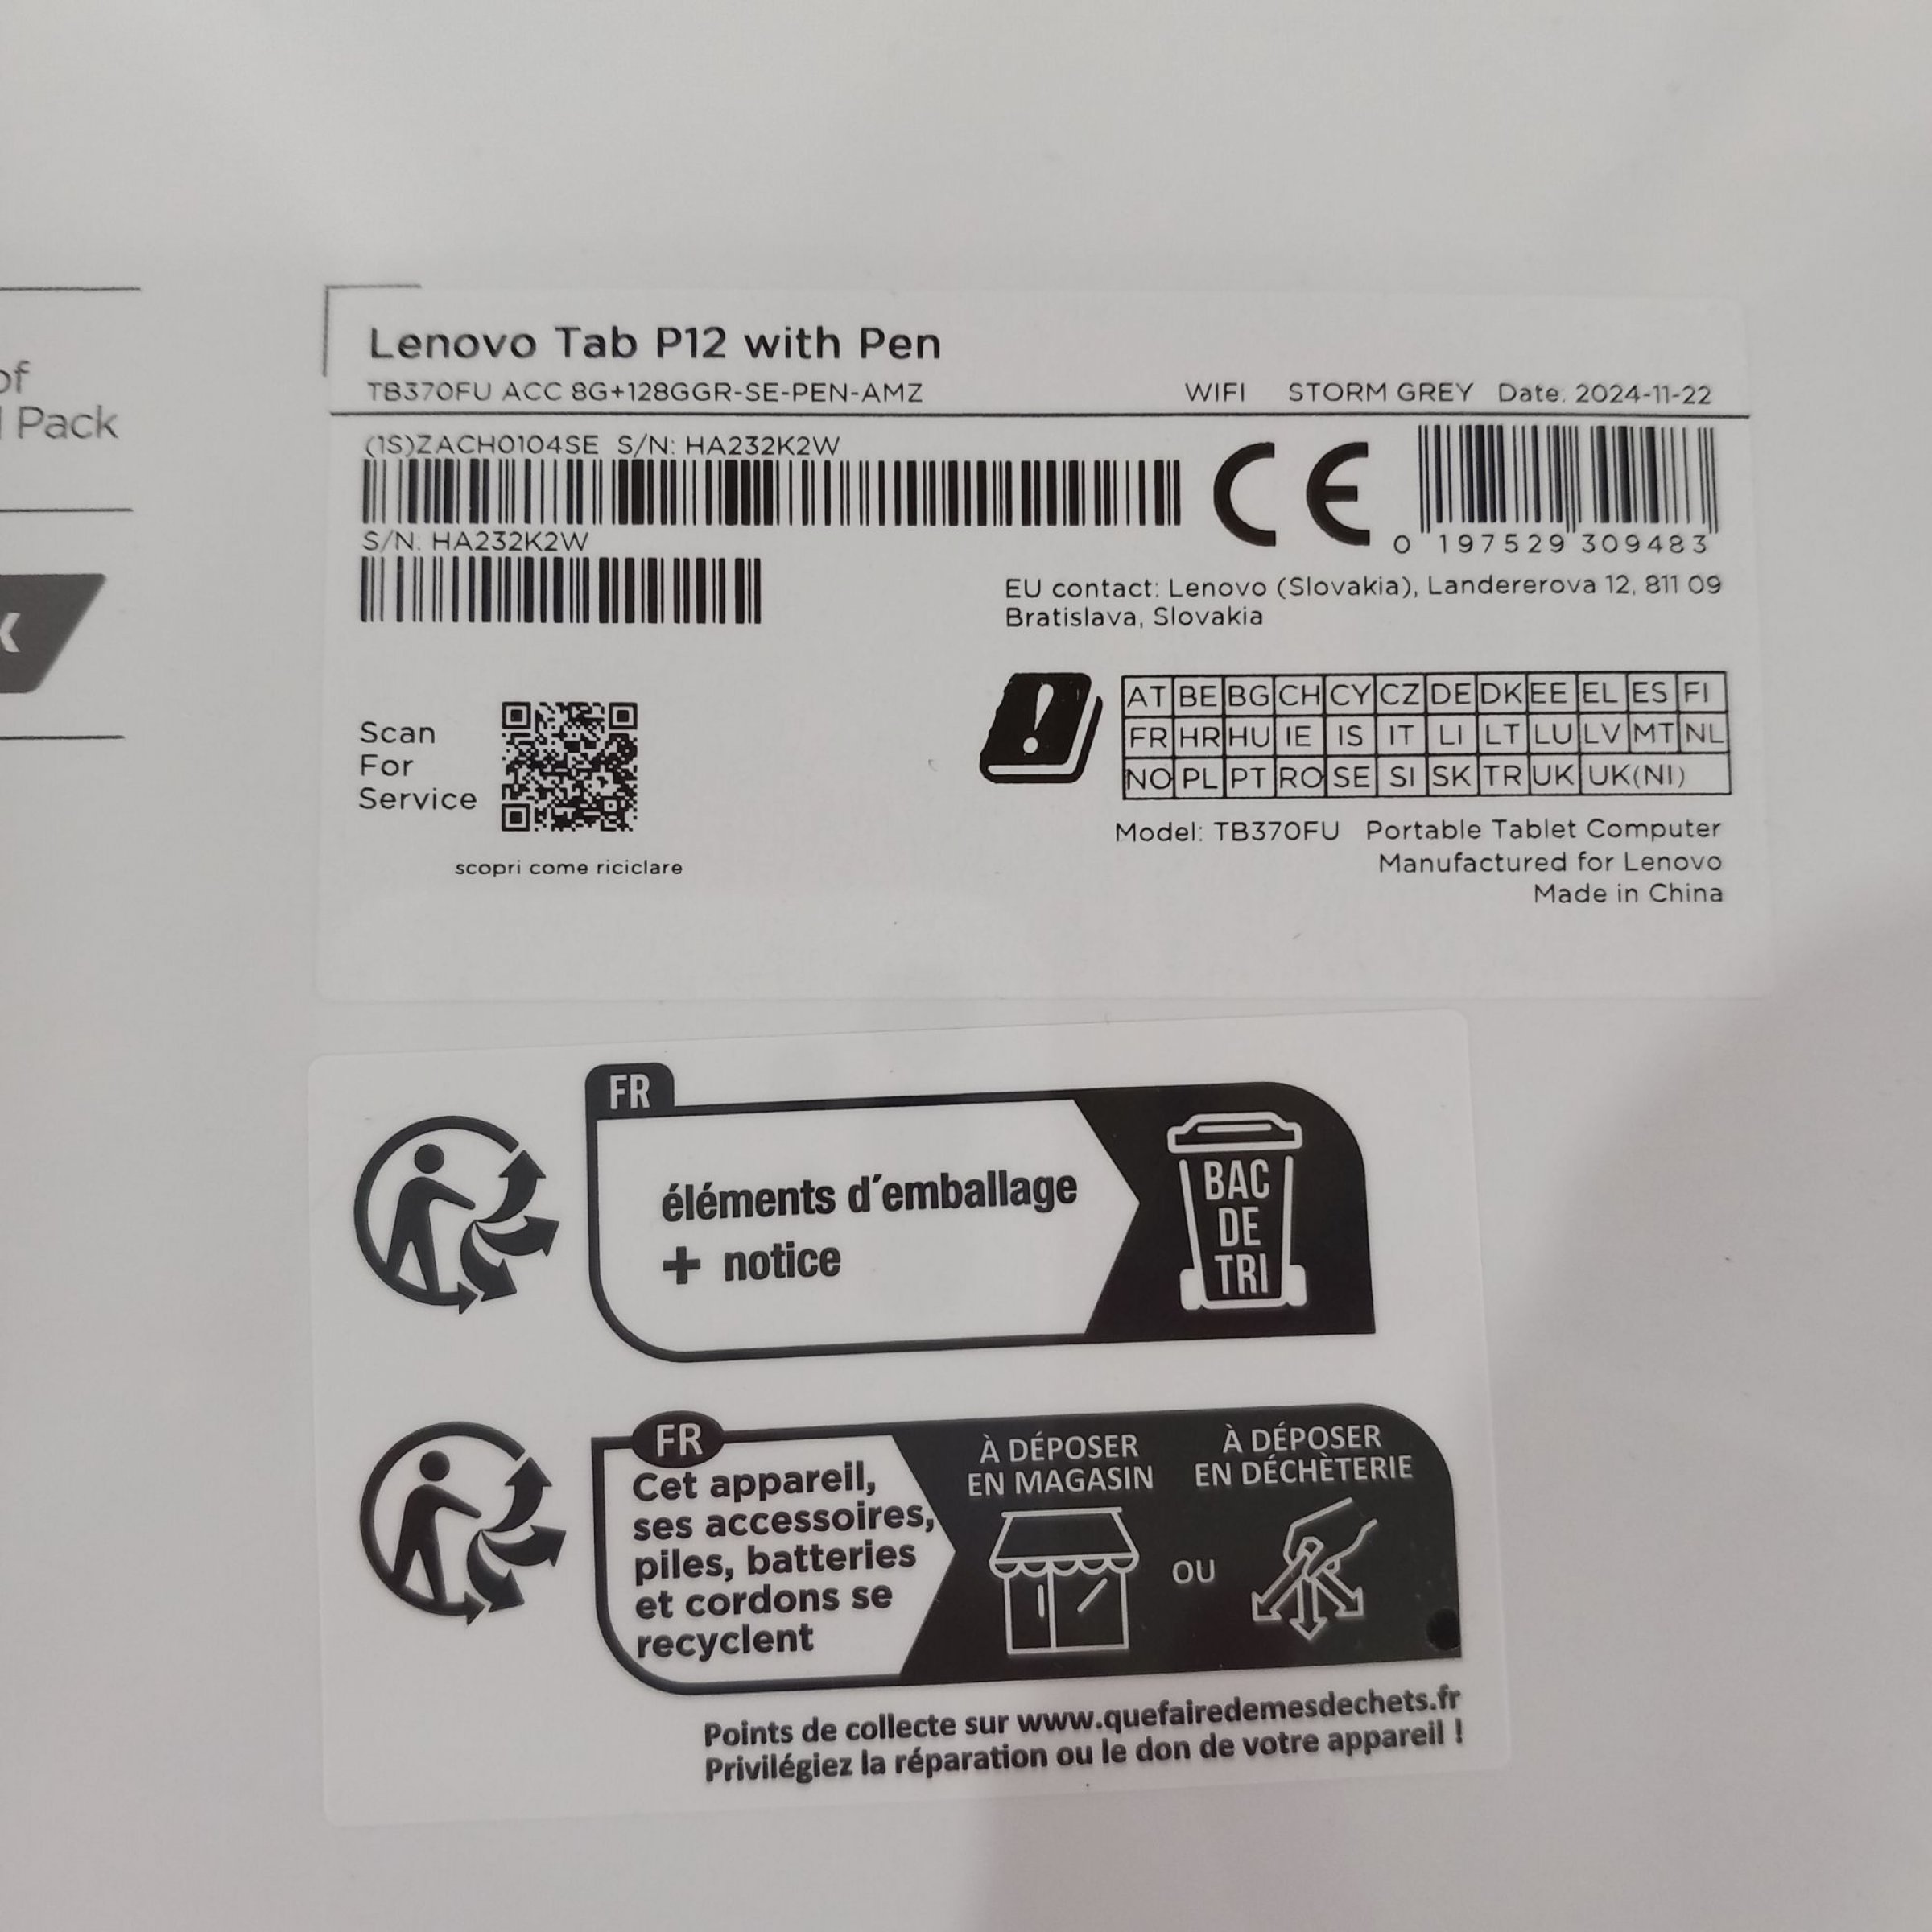 of
Pack
K
Lenovo Tab P12 with Pen
TB370FU ACC 8G+128GGR-SE-PEN-AMZ WIFI STORM GREY Date: 2024-11-22
(1S)ZACH0104SE S/N: HA232K2W
CE
S/N: HA232K2W
0 197529 309483
EU contact: Lenovo (Slovakia), Landererova 12, 811 09
Bratislava, Slovakia
AT BE BG CH CY CZ DE DK EE EL ES FI
FR HR HU IE IS IT LI LT LU LV MT NL
NO PL PT RO SE SI SK TR UK UK(NI)
Scan
For
Service
scopri come riciclare
Model: TB370FU Portable Tablet Computer
Manufactured for Lenovo
Made in China
FR
éléments d´emballage
+ notice
BAC
DE
TRI
FR
Cet appareil,
ses accessoires,
piles, batteries
et cordons se
recyclent
À DÉPOSER
EN MAGASIN
OU
À DÉPOSER
EN DÉCHÈTERIE
Points de collecte sur www.quefairedemesdechets.fr
Privilégiez la réparation ou le don de votre appareil !